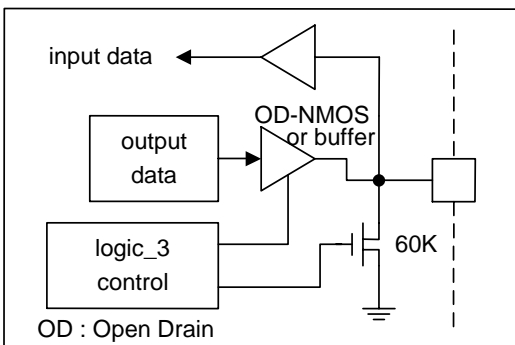 input data
OD-NMOS
or buffer
output
data
logic_3
control
60K
OD : Open Drain